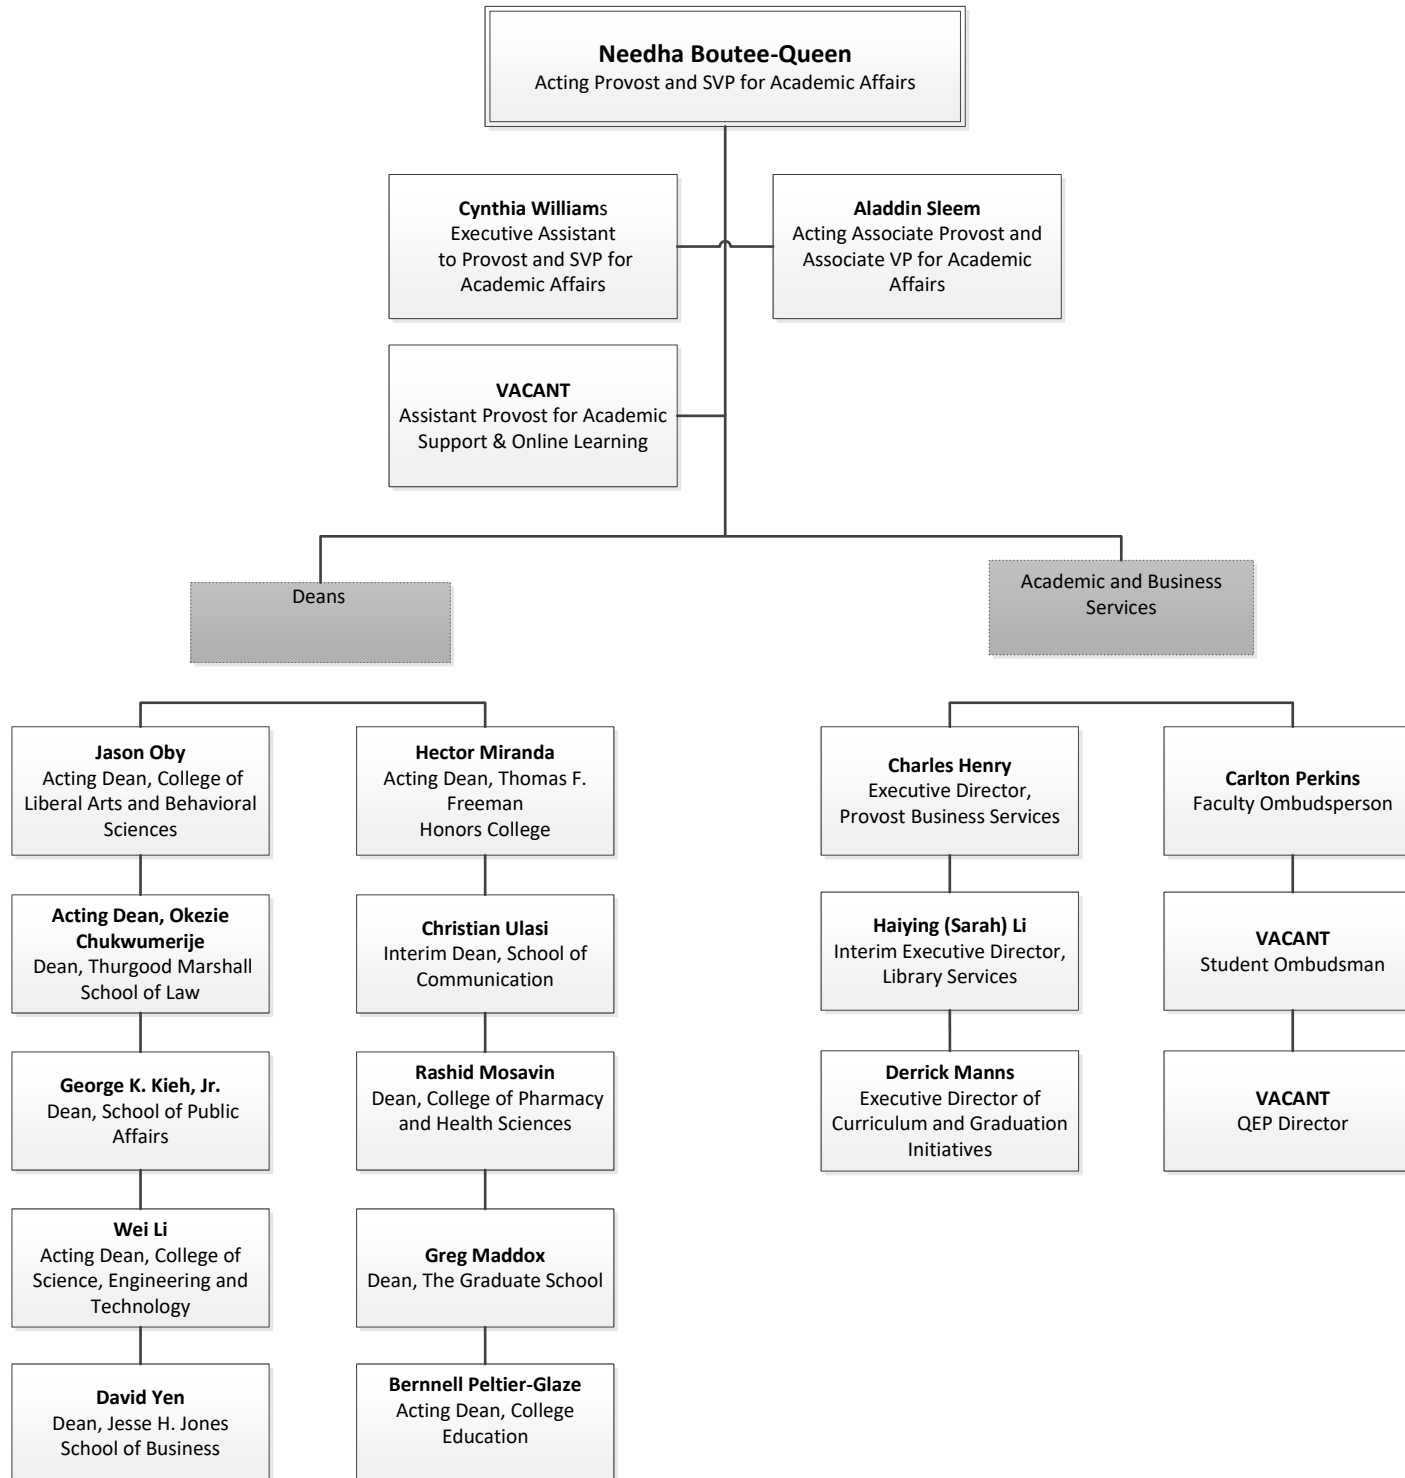 Needha Boutee-Queen
Acting Provost and SVP for Academic Affairs
Cynthia Williams
Executive Assistant
to Provost and SVP for
Academic Affairs
Aladdin Sleem
Acting Associate Provost and
Associate VP for Academic
Affairs
VACANT
Assistant Provost for Academic
Support & Online Learning
Deans
Academic and Business
Services
Jason Oby
Acting Dean, College of
Liberal Arts and Behavioral
Sciences
Acting Dean, Okezie
Chukwumerije
Dean, Thurgood Marshall
School of Law
George K. Kieh, Jr.
Dean, School of Public
Affairs
Wei Li
Acting Dean, College of
Science, Engineering and
Technology
David Yen
Dean, Jesse H. Jones
School of Business
Hector Miranda
Acting Dean, Thomas F.
Freeman
Honors College
Christian Ulasi
Interim Dean, School of
Communication
Rashid Mosavin
Dean, College of Pharmacy
and Health Sciences
Greg Maddox
Dean, The Graduate School
Bernnell Peltier-Glaze
Acting Dean, College
Education
Charles Henry
Executive Director,
Provost Business Services
Haiying (Sarah) Li
Interim Executive Director,
Library Services
Derrick Manns
Executive Director of
Curriculum and Graduation
Initiatives
Carlton Perkins
Faculty Ombudsperson
VACANT
Student Ombudsman
VACANT
QEP Director